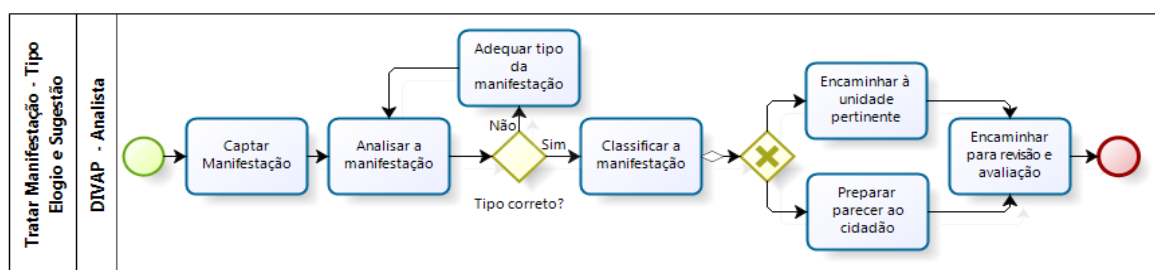 Tratar Manifestação - Tipo
Elogio e Sugestão
DIVAP - Analista
Captar
Manifestação
Analisar a
manifestação
Adequar tipo
da
manifestação
Não
Sim
Tipo correto?
Classificar a
manifestação
Encaminhar à
unidade
pertinente
Preparar
parecer ao
cidadão
Encaminhar
para revisão e
avaliação